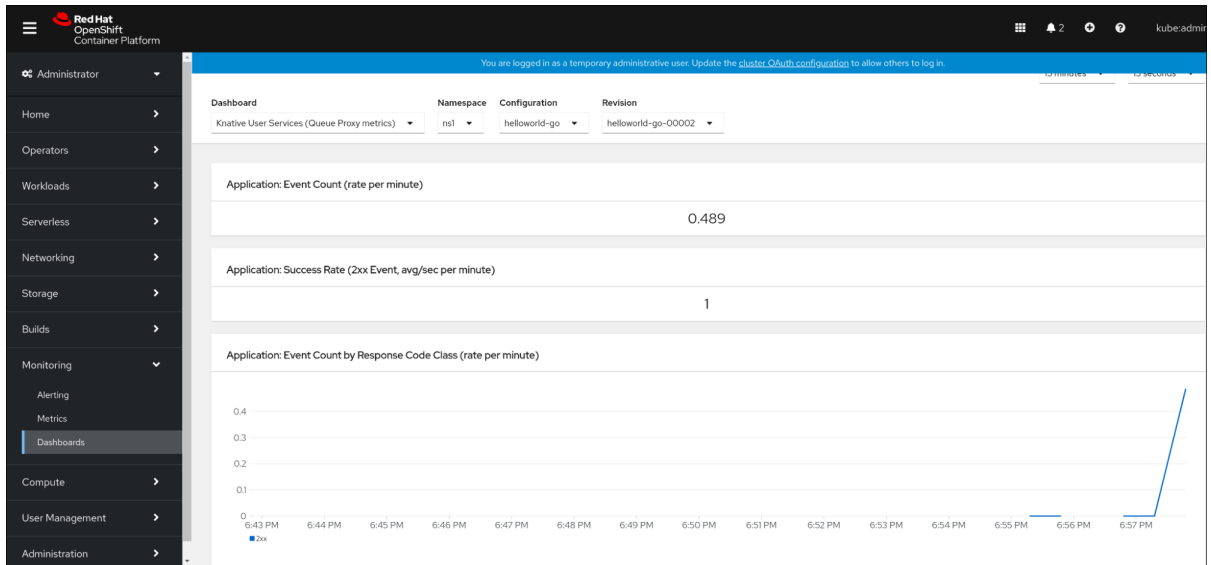 Red Hat
OpenShift
Container Platform
2
kube:admin
Administrator
You are logged in as a temporary administrative user. Update the cluster OAuth configuration to allow others to log in.
15 minutes 15 seconds
Home
Operators
Workloads
Serverless
Networking
Storage
Builds
Monitoring
Alerting
Metrics
Dashboards
Compute
User Management
Administration
Dashboard Namespace Configuration Revision
Knative User Services (Queue Proxy metrics) ns1 helloworld-go helloworld-go-00002
Application: Event Count (rate per minute)
0.489
Application: Success Rate (2xx Event, avg/sec per minute)
1
Application: Event Count by Response Code Class (rate per minute)
0.4
0.3
0.2
0.1
0
6:43 PM 6:44 PM 6:45 PM 6:46 PM 6:47 PM 6:48 PM 6:49 PM 6:50 PM 6:51 PM 6:52 PM 6:53 PM 6:54 PM 6:55 PM 6:56 PM 6:57 PM
2xx